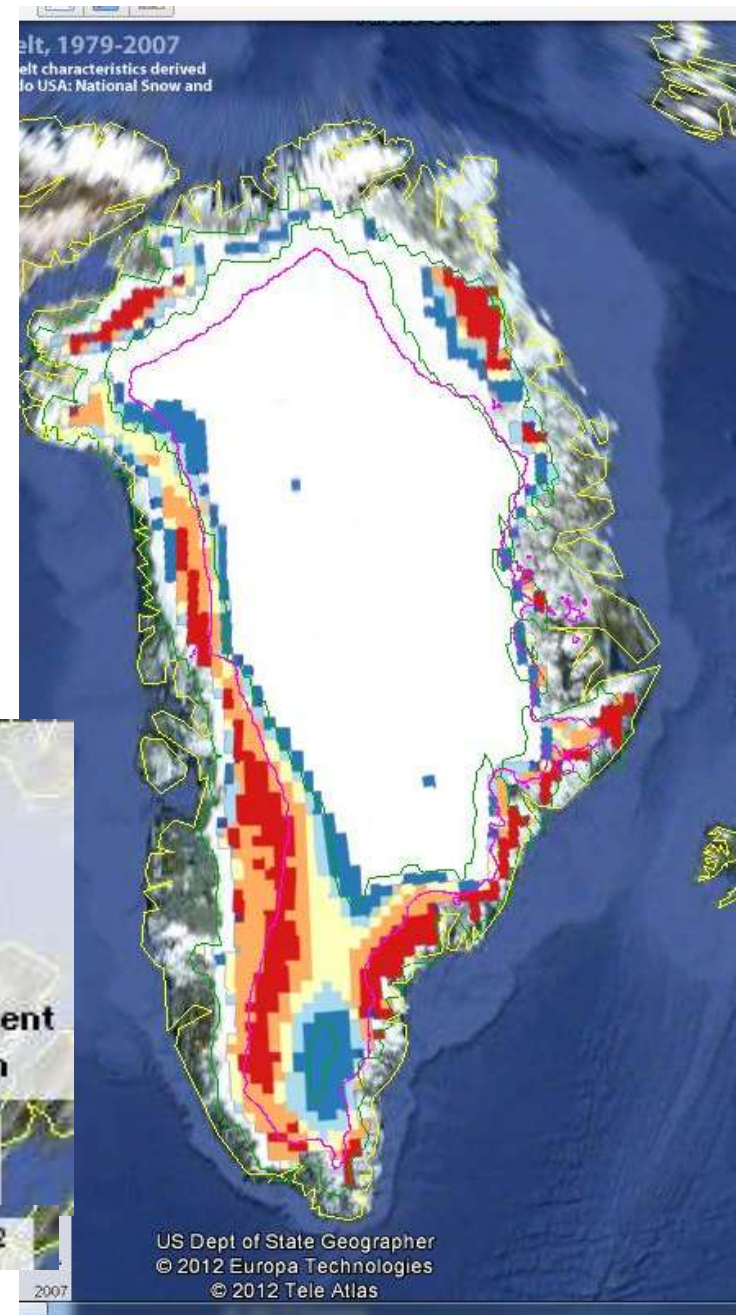 elt, 1979-2007
elt characteristics derived
do USA: National Snow and
ent
2007
US Dept of State Geographer
© 2012 Europa Technologies
© 2012 Tele Atlas